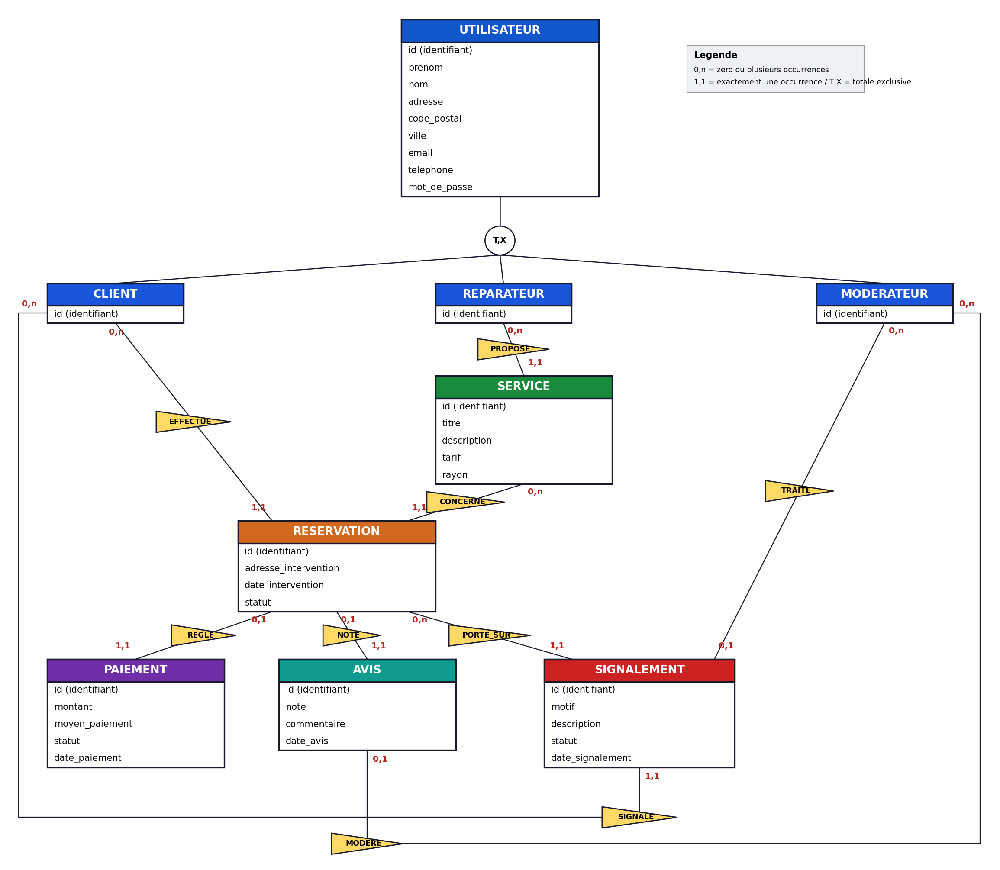 UTILISATEUR
id (identifiant)
prenom
nom
adresse
code_postal
ville
email
telephone
mot_de_passe
Legende
0,n = zero ou plusieurs occurrences
1,1 = exactement une occurrence / T,X = totale exclusive
T,X
CLIENT
id (identifiant)
REPARATEUR
id (identifiant)
MODERATEUR
id (identifiant)
0,n
0,n
0,n
0,n
0,n
PROPOSE
1,1
SERVICE
id (identifiant)
titre
description
tarif
rayon
EFFECTUE
TRAITE
0,n
CONCERNE
1,1
1,1
RESERVATION
id (identifiant)
adresse_intervention
date_intervention
statut
0,1
0,1
0,n
REGLE
NOTE
PORTE_SUR
1,1
1,1
1,1
0,1
PAIEMENT
id (identifiant)
montant
moyen_paiement
statut
date_paiement
AVIS
id (identifiant)
note
commentaire
date_avis
SIGNALEMENT
id (identifiant)
motif
description
statut
date_signalement
0,1
1,1
SIGNALE
MODERE